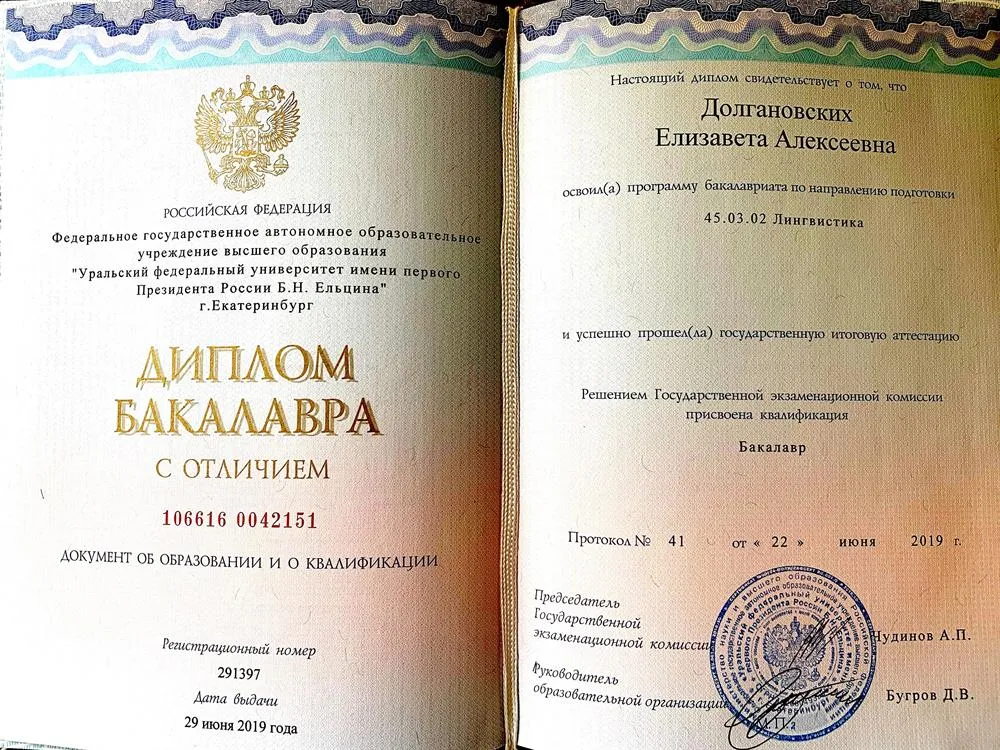 РОССИЙСКАЯ ФЕДЕРАЦИЯ
Федеральное государственное автономное образовательное
учреждение высшего образования
"Уральский федеральный университет имени первого
Президента России Б.Н. Ельцина"
г.Екатеринбург
ДИПЛОМ
БАКАЛАВРА
С ОТЛИЧИЕМ
106616 0042151
ДОКУМЕНТ ОБ ОБРАЗОВАНИИ И О КВАЛИФИКАЦИИ
Регистрационный номер
291397
Дата выдачи
29 июня 2019 года
Настоящий диплом свидетельствует о том, что
Долгановских
Елизавета Алексеевна
освоил(а) программу бакалавриата по направлению подготовки
45.03.02 Лингвистика
и успешно прошел(ла) государственную итоговую аттестацию
Решением Государственной экзаменационной комиссии
присвоена квалификация
Бакалавр
Протокол № 41 от « 22 » июня 2019 г.
Председатель
Государственной
экзаменационной комиссии
Чудинов А.П.
Руководитель
образовательной организации
Бугров Д.В.
М.П.